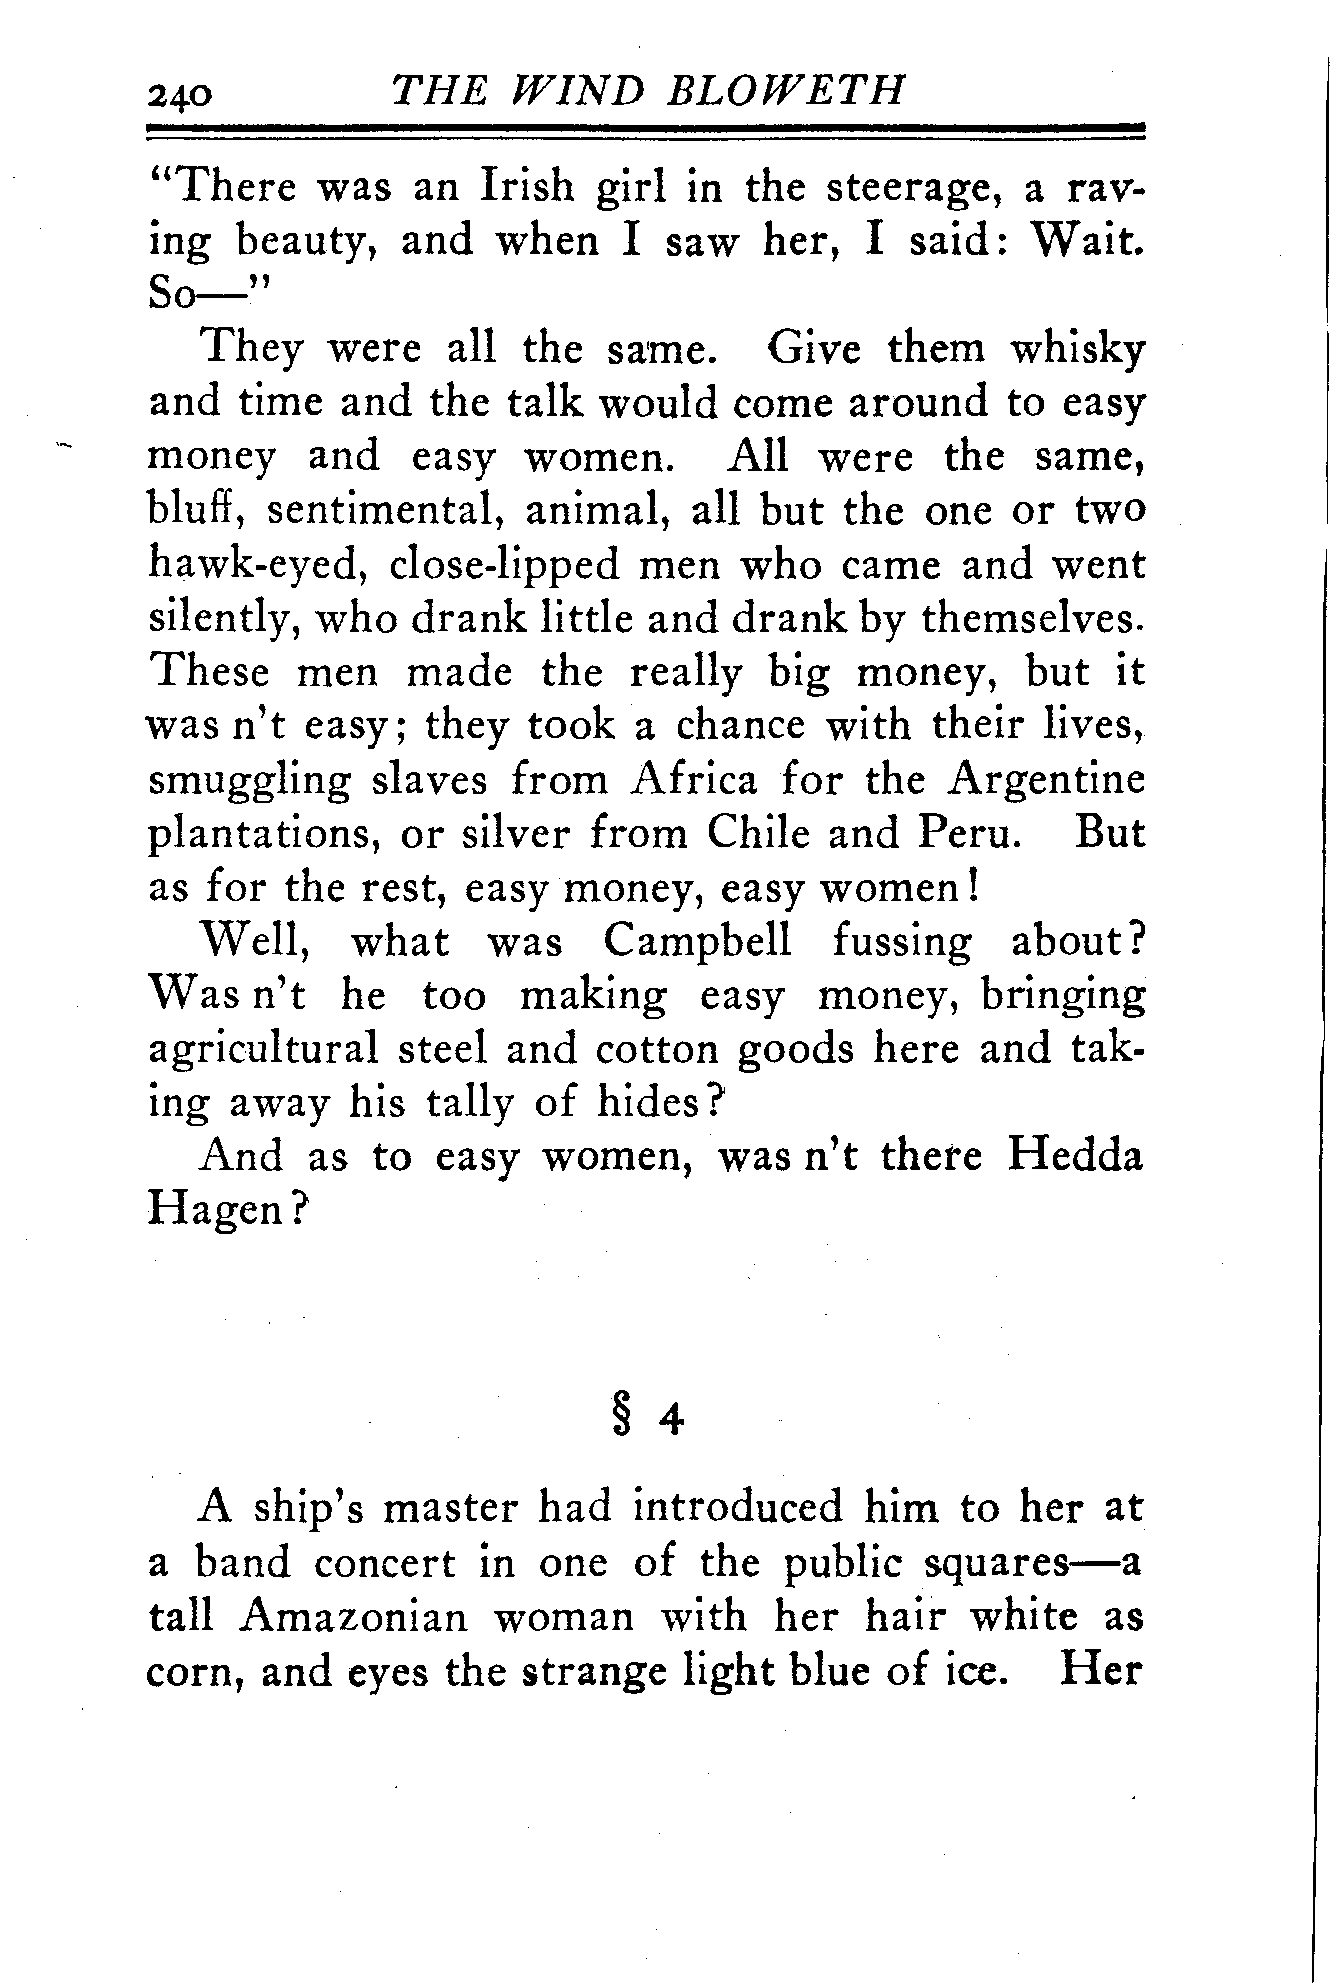 240 THE WIND BLOWETH
"There was an Irish girl in the steerage, a rav-
ing beauty, and when I saw her, I said: Wait.
So—"
They were all the same. Give them whisky
and time and the talk would come around to easy
money and easy women. All were the same,
bluff, sentimental, animal, all but the one or two
hawk-eyed, close-lipped men who came and went
silently, who drank little and drank by themselves.
These men made the really big money, but it
was n't easy; they took a chance with their lives,
smuggling slaves from Africa for the Argentine
plantations, or silver from Chile and Peru. But
as for the rest, easy money, easy women!
Well, what was Campbell fussing about?
Was n't he too making easy money, bringing
agricultural steel and cotton goods here and tak-
ing away his tally of hides?
And as to easy women, was n't there Hedda
Hagen?
§ 4
A ship's master had introduced him to her at
a band concert in one of the public squares—a
tall Amazonian woman with her hair white as
corn, and eyes the strange light blue of ice. Her